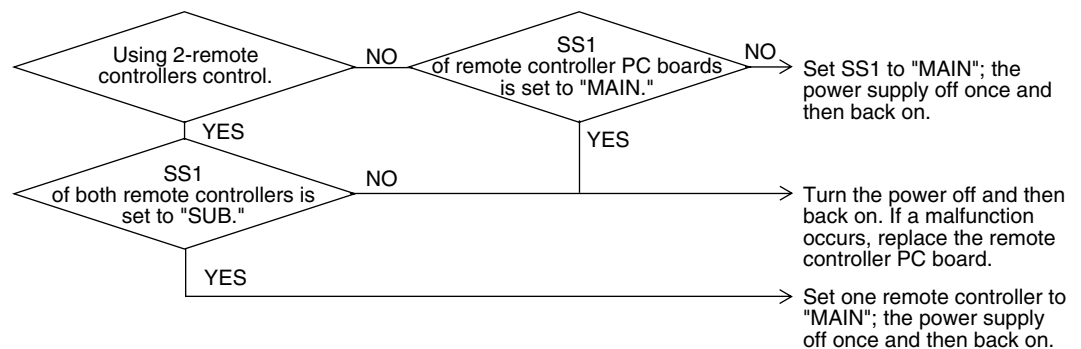 Using 2-remote
controllers control.
NO
SS1
of remote controller PC boards
is set to "MAIN."
NO
Set SS1 to "MAIN"; the
power supply off once and
then back on.
YES
YES
SS1
of both remote controllers is
set to "SUB."
NO
Turn the power off and then
back on. If a malfunction
occurs, replace the remote
controller PC board.
YES
Set one remote controller to
"MAIN"; the power supply
off once and then back on.